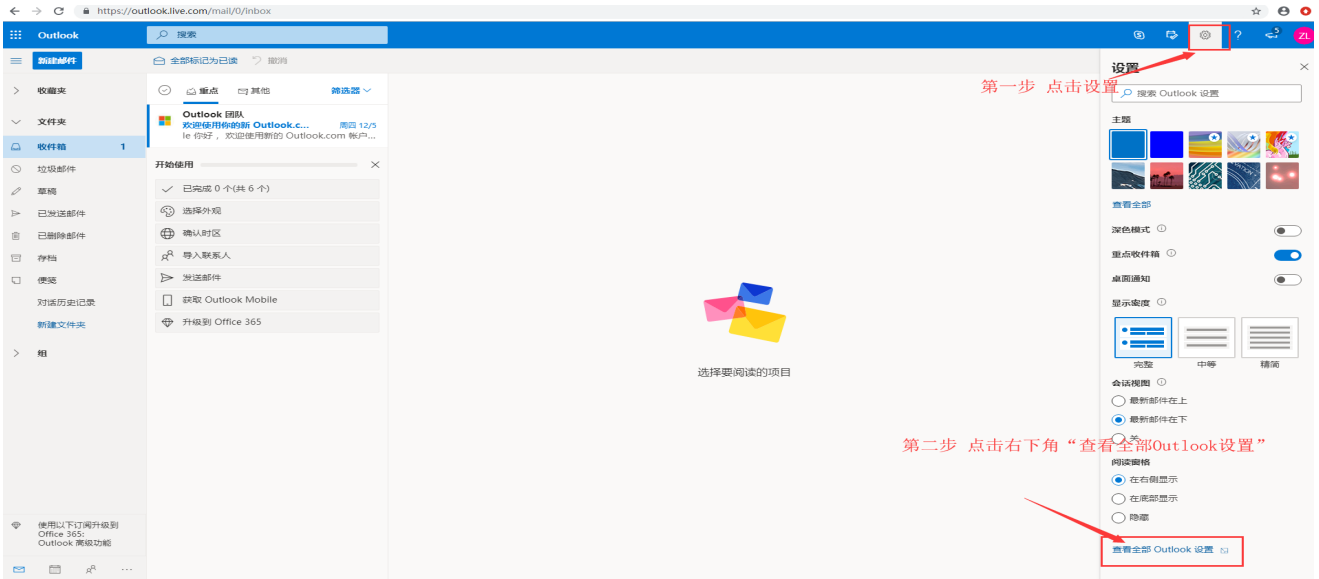 https://outlook.live.com/mail/0/inbox
Outlook
搜索
S
?
5
ZL
新建邮件
全部标记为已读
撤消
收藏夹
文件夹
收件箱 1
垃圾邮件
草稿
已发送邮件
已删除邮件
存档
便笺
对话历史记录
新建文件夹
组
使用以下订阅升级到
Office 365:
Outlook 高级功能
重点
其他
筛选器
Outlook 团队
欢迎使用你的新 Outlook.c... 周四 12/5
le 你好， 欢迎使用新的 Outlook.com 帐户...
开始使用
已完成 0 个(共 6 个)
选择外观
确认时区
导入联系人
发送邮件
获取 Outlook Mobile
升级到 Office 365
选择要阅读的项目
第一步 点击设置
第二步 点击右下角“查看全部Outlook设置”
设置
搜索 Outlook 设置
主题
查看全部
深色模式
重点收件箱
桌面通知
显示密度
完整 中等 精简
会话视图
最新邮件在上
最新邮件在下
关
阅读窗格
在右侧显示
在底部显示
隐藏
查看全部 Outlook 设置